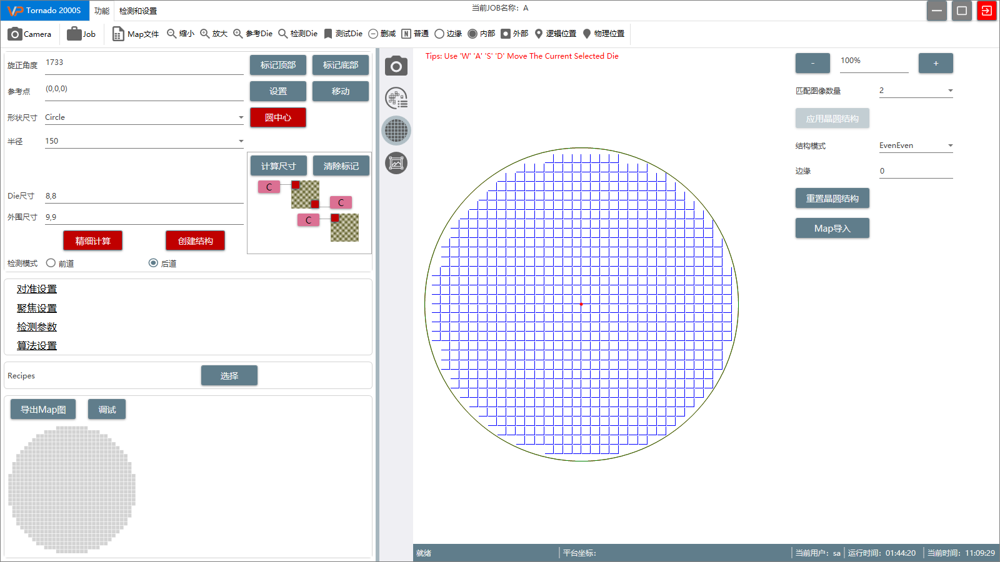 VP Tornado 2000S 功能 检测和设置 当前JOB名称：A
Camera Job Map文件 缩小 放大 参考Die 检测Die 测试Die 删减 N 普通 边缘 内部 外部 逻辑位置 物理位置
旋正角度 1733 标记顶部 标记底部
参考点 (0,0,0) 设置 移动
形状尺寸 Circle 圆中心
半径 150
计算尺寸 清除标记
C
C
C
Die尺寸 8,8
外围尺寸 9,9
精细计算 创建结构
检测模式 前道 后道
对准设置
聚焦设置
检测参数
算法设置
Recipes 选择
导出Map图 调试
Tips: Use 'W' 'A' 'S' 'D' Move The Current Selected Die
- 100% +
匹配图像数量 2
应用晶圆结构
结构模式 EvenEven
边缘 0
重置晶圆结构
Map导入
就绪 平台坐标： 当前用户：sa 运行时间：01:44:20 当前时间：11:09:29